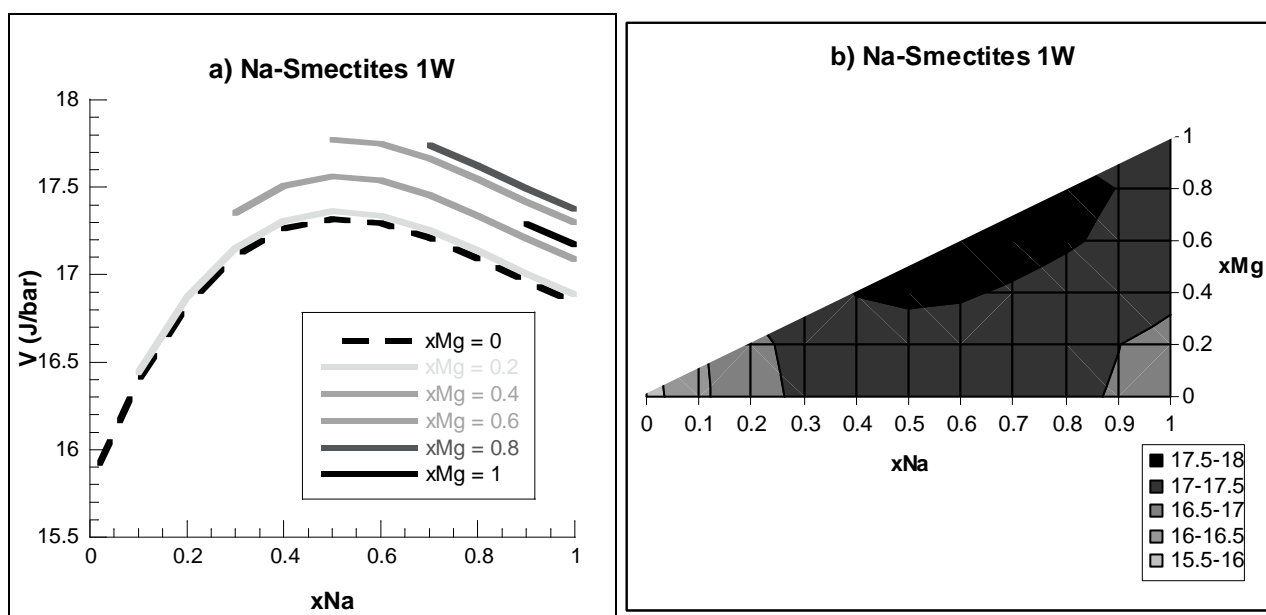 a) Na-Smectites 1W
V (J/bar)
18
17.5
17
16.5
16
15.5
0
0.2
0.4
0.6
0.8
1
xNa
xMg = 0
xMg = 0.2
xMg = 0.4
xMg = 0.6
xMg = 0.8
xMg = 1
b) Na-Smectites 1W
1
0.8
0.6
0.4
0.2
0
xMg
0
0.1
0.2
0.3
0.4
0.5
0.6
0.7
0.8
0.9
1
xNa
17.5-18
17-17.5
16.5-17
16-16.5
15.5-16